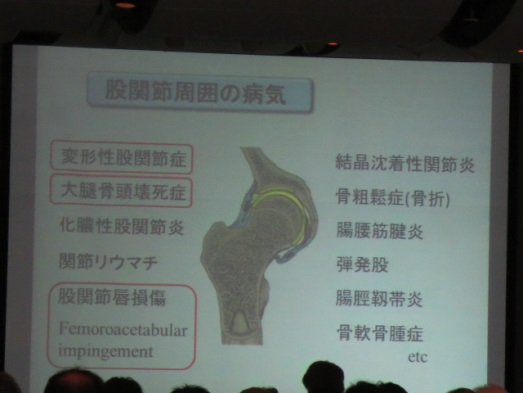 股関節周囲の病気
変形性股関節症
大腿骨頭壊死症
化膿性股関節炎
関節リウマチ
股関節唇損傷
Femoroacetabular
impingement
結晶沈着性関節炎
骨粗鬆症(骨折)
腸腰筋腱炎
弾発股
腸脛靱帯炎
骨軟骨腫症
etc